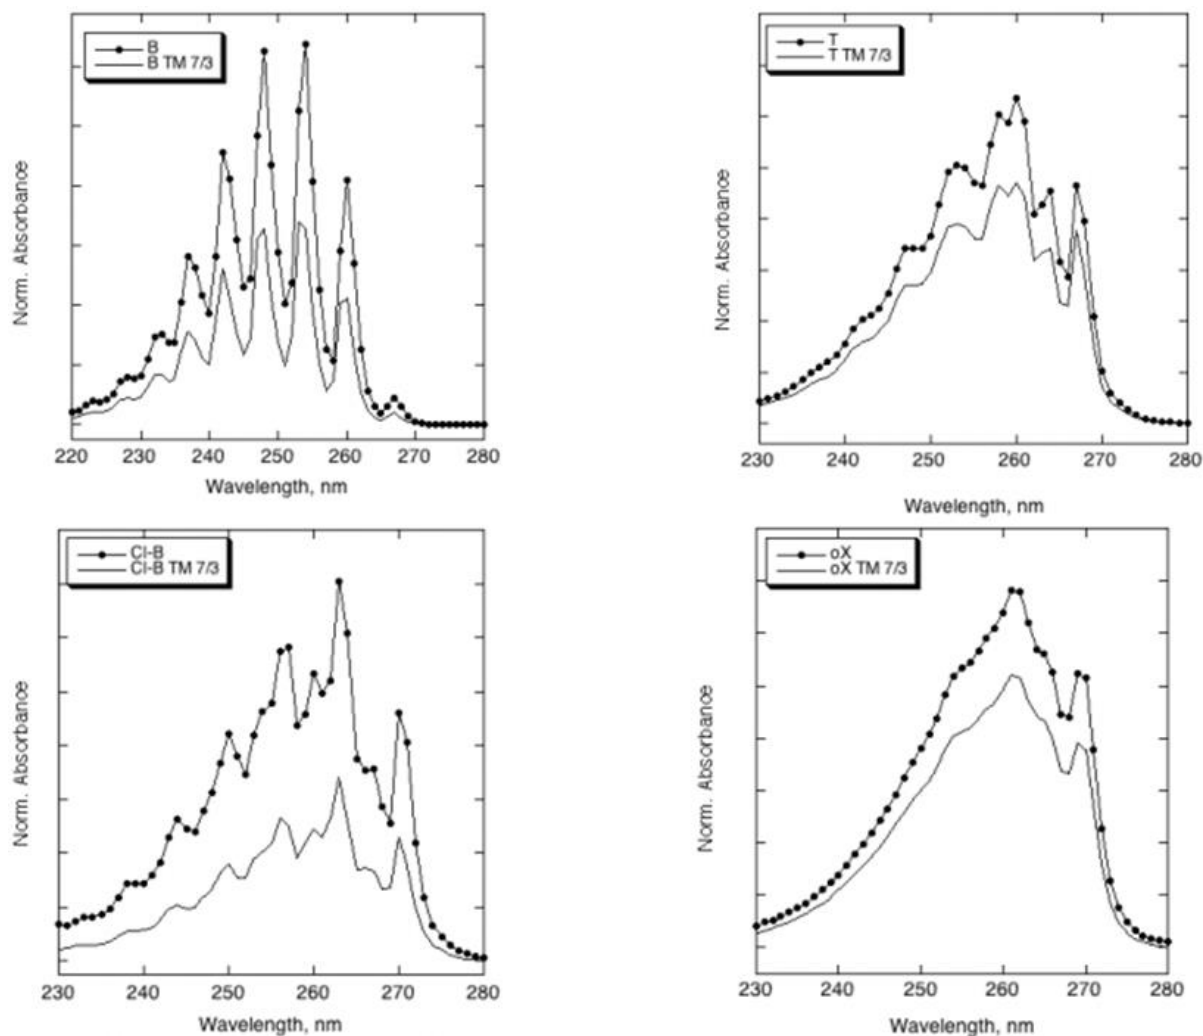 B
B TM 7/3
Norm. Absorbance
220 230 240 250 260 270 280
Wavelength, nm
T
T TM 7/3
Norm. Absorbance
230 240 250 260 270 280
Wavelength, nm
Cl-B
Cl-B TM 7/3
Norm. Absorbance
230 240 250 260 270 280
Wavelength, nm
oX
oX TM 7/3
Norm. Absorbance
230 240 250 260 270 280
Wavelength, nm